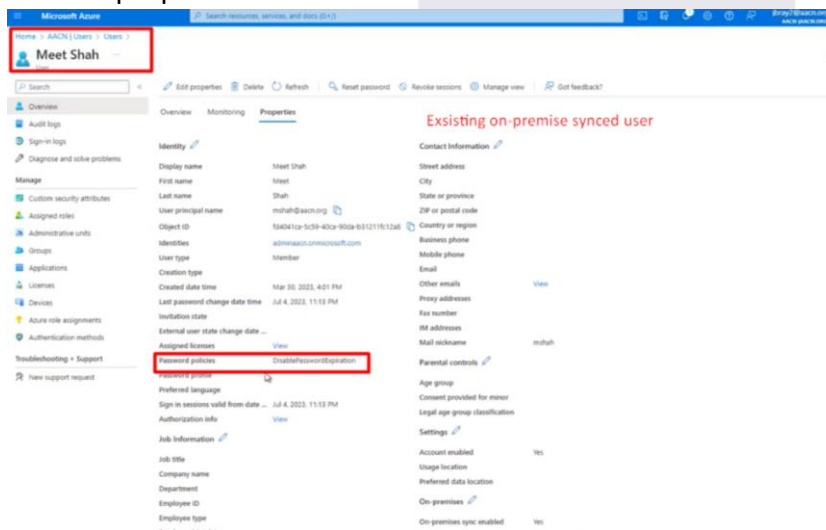 Microsoft Azure
Search resources, services, and docs (G+/)
jbray2@aacn.org
AACN (AACN.ORG)
Home > AACN | Users > Users >
Meet Shah ...
User
Search
Edit properties Delete Refresh Reset password Revoke sessions Manage view Got feedback?
Overview
Audit logs
Sign-in logs
Diagnose and solve problems
Manage
Custom security attributes
Assigned roles
Administrative units
Groups
Applications
Licenses
Devices
Azure role assignments
Authentication methods
Troubleshooting + Support
New support request
Overview Monitoring Properties
Exsisting on-premise synced user
Identity
Display name Meet Shah
First name Meet
Last name Shah
User principal name mshah@aacn.org
Object ID
Identities adminaacn.onmicrosoft.com
User type Member
Creation type
Created date time Mar 30, 2023, 4:01 PM
Last password change date time Jul 4, 2023, 11:13 PM
Invitation state
External user state change date ...
Assigned licenses View
Password policies DisablePasswordExpiration
Password profile
Preferred language
Sign in sessions valid from date ... Jul 4, 2023, 11:13 PM
Authorization info View
Job Information
Job title
Company name
Department
Employee ID
Employee type
Contact Information
Street address
City
State or province
ZIP or postal code
Country or region
Business phone
Mobile phone
Email
Other emails View
Proxy addresses
Fax number
IM addresses
Mail nickname mshah
Parental controls
Age group
Consent provided for minor
Legal age group classification
Settings
Account enabled Yes
Usage location
Preferred data location
On-premises
On-premises sync enabled Yes